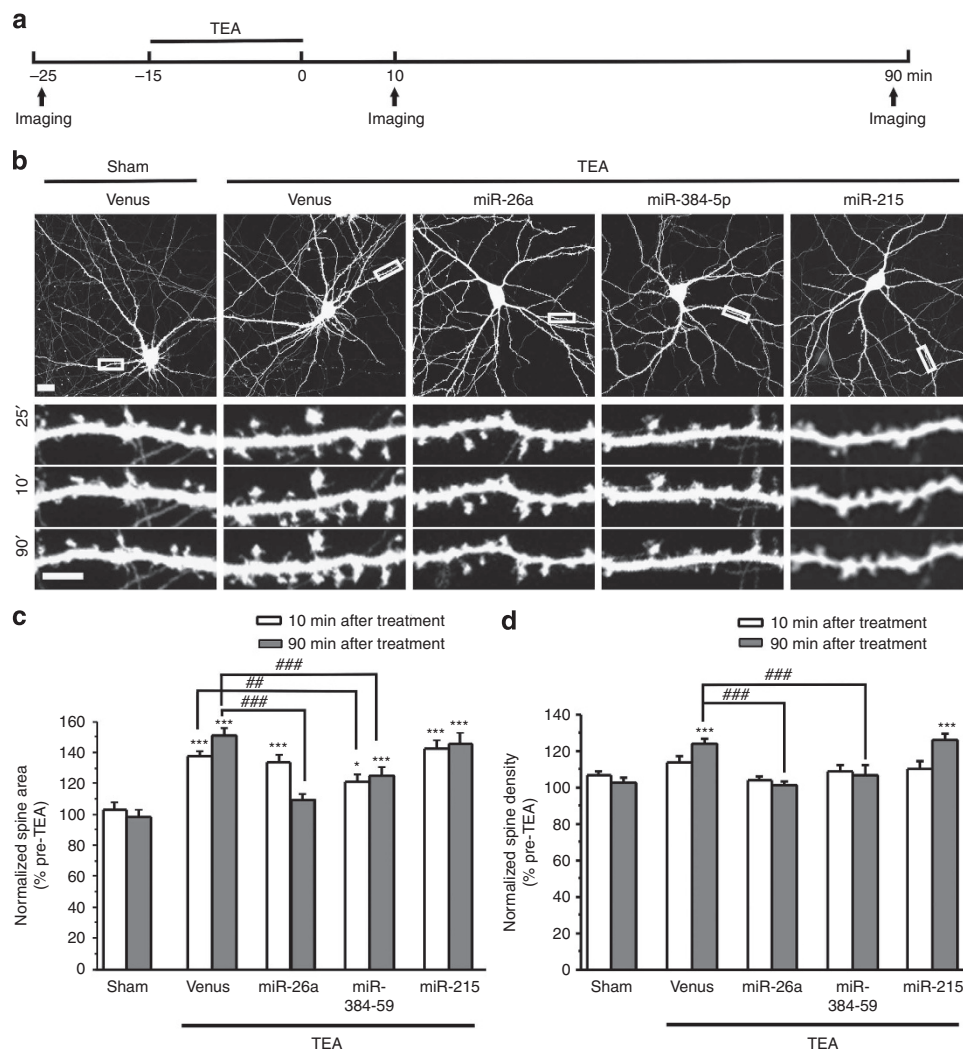 a
TEA
–25
–15
0
10
90 min
Imaging
Imaging
Imaging
b
Sham
TEA
Venus
Venus
miR-26a
miR-384-5p
miR-215
25′
10′
90′
c
10 min after treatment
90 min after treatment
###
##
###
***
***
***
*
***
***
***
Normalized spine area
(% pre-TEA)
160
140
120
100
80
60
40
20
0
Sham
Venus
miR-26a
miR-
384-59
miR-215
TEA
d
10 min after treatment
90 min after treatment
###
###
***
***
Normalized spine density
(% pre-TEA)
140
120
100
80
60
40
20
0
Sham
Venus
miR-26a
miR-
384-59
miR-215
TEA